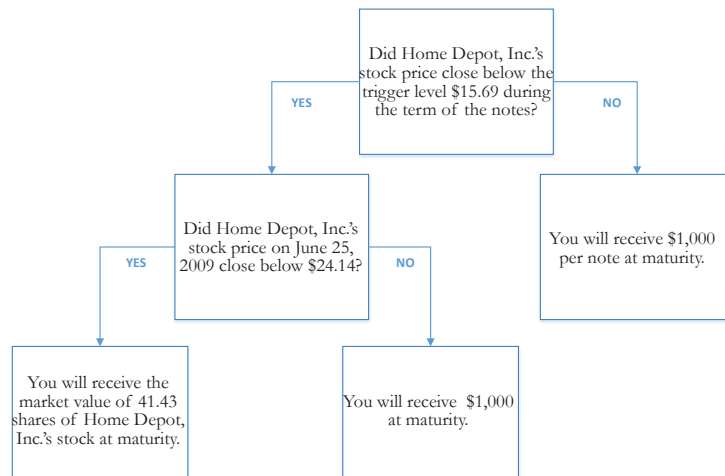 Did Home Depot, Inc.'s
stock price close below the
trigger level $15.69 during
the term of the notes?
YES
NO
Did Home Depot, Inc.'s
stock price on June 25,
2009 close below $24.14?
You will receive $1,000
per note at maturity.
YES
NO
You will receive the
market value of 41.43
shares of Home Depot,
Inc.'s stock at maturity.
You will receive $1,000
at maturity.